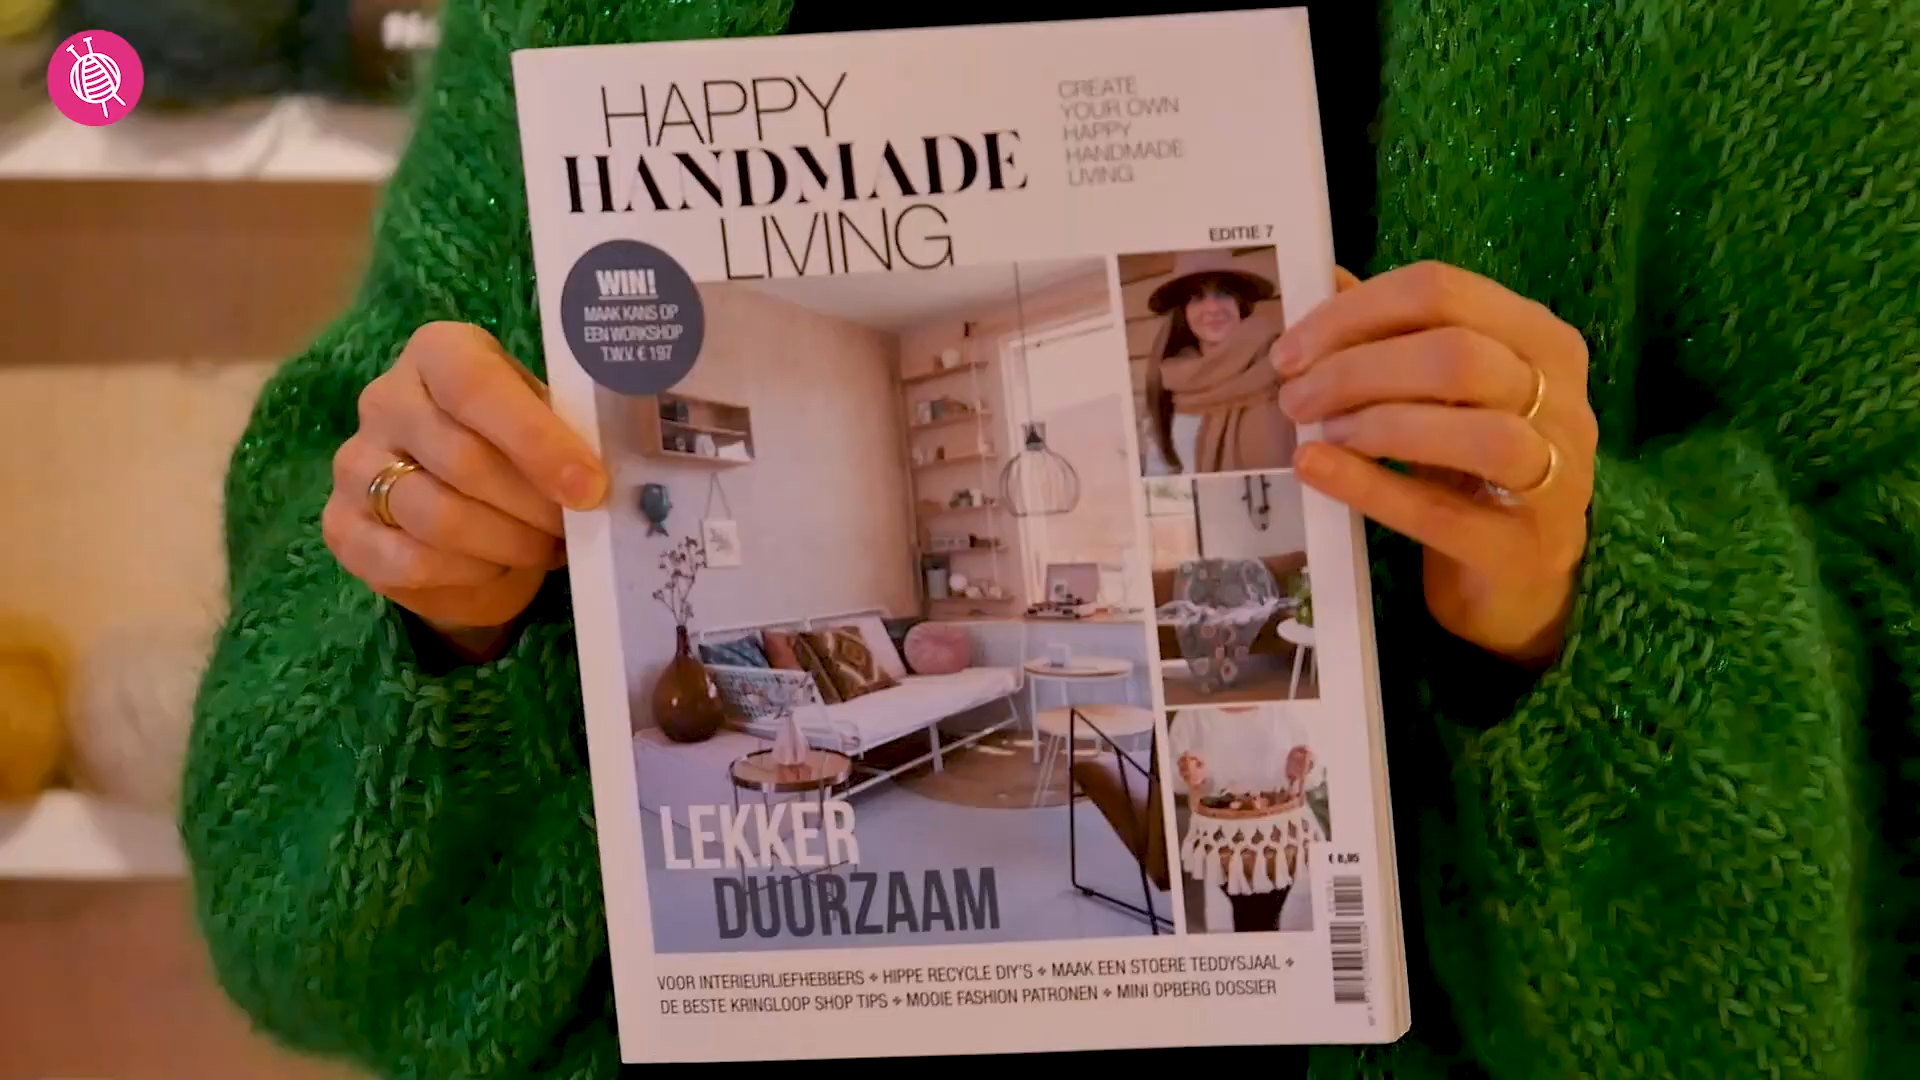 HAPPY
HANDMADE
LIVING
CREATE
YOUR OWN
HAPPY
HANDMADE
LIVING
EDITIE 7
WIN!
MAAK KANS OP
EEN WORKSHOP
T.W.V. € 197
LEKKER
DUURZAAM
€ 8,95
VOOR INTERIEURLIEFHEBBERS ❖ HIPPE RECYCLE DIY'S ❖ MAAK EEN STOERE TEDDYSJAAL ❖
DE BESTE KRINGLOOP SHOP TIPS ❖ MOOIE FASHION PATRONEN ❖ MINI OPBERG DOSSIER